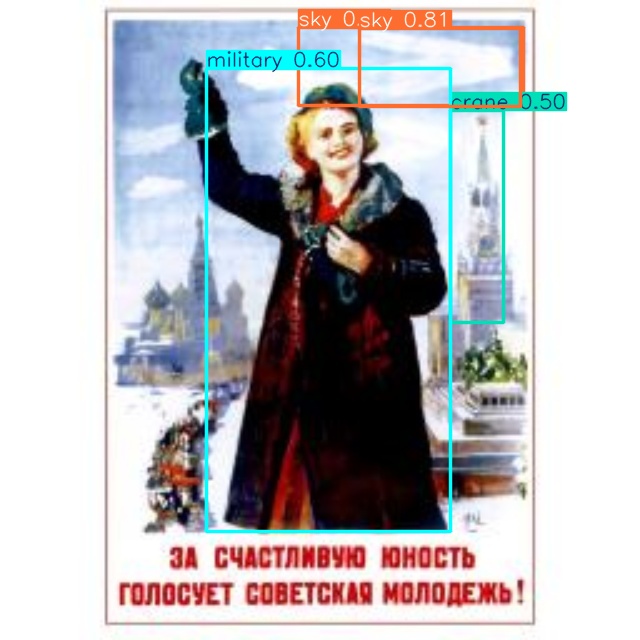 sky 0.
sky 0.81
military 0.60
crane 0.50
ЗА СЧАСТЛИВУЮ ЮНОСТЬ
ГОЛОСУЕТ СОВЕТСКАЯ МОЛОДЕЖЬ!